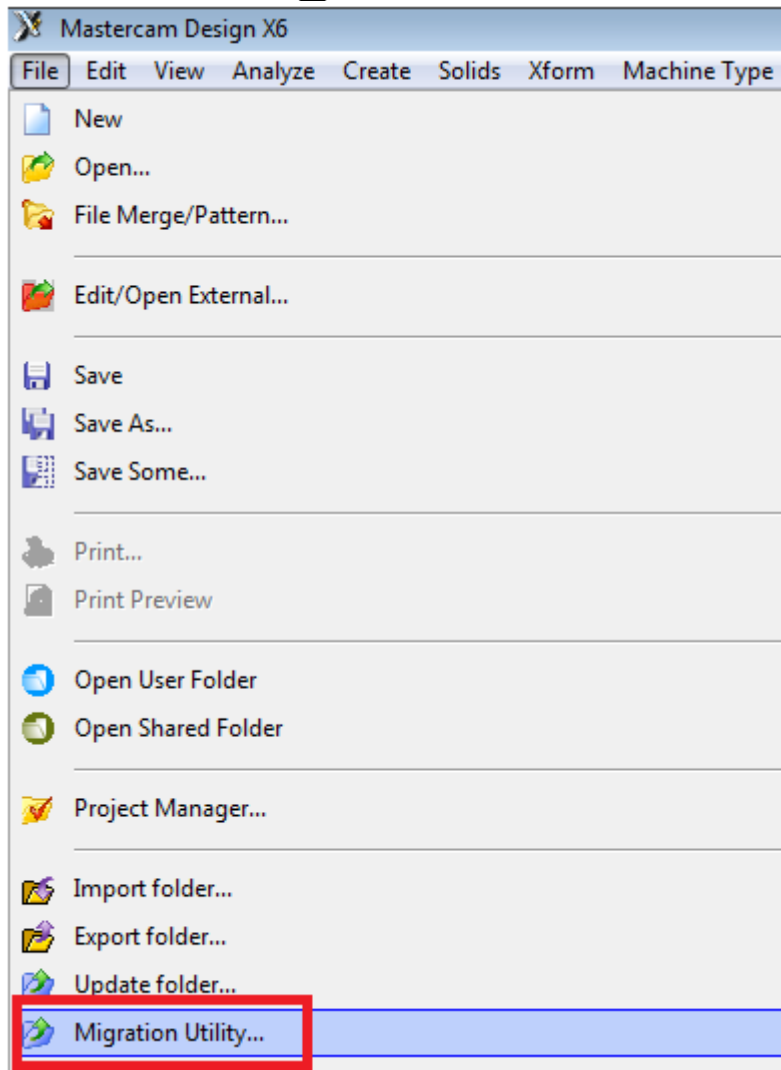 Mastercam Design X6
File Edit View Analyze Create Solids Xform Machine Type
New
Open...
File Merge/Pattern...
Edit/Open External...
Save
Save As...
Save Some...
Print...
Print Preview
Open User Folder
Open Shared Folder
Project Manager...
Import folder...
Export folder...
Update folder...
Migration Utility...